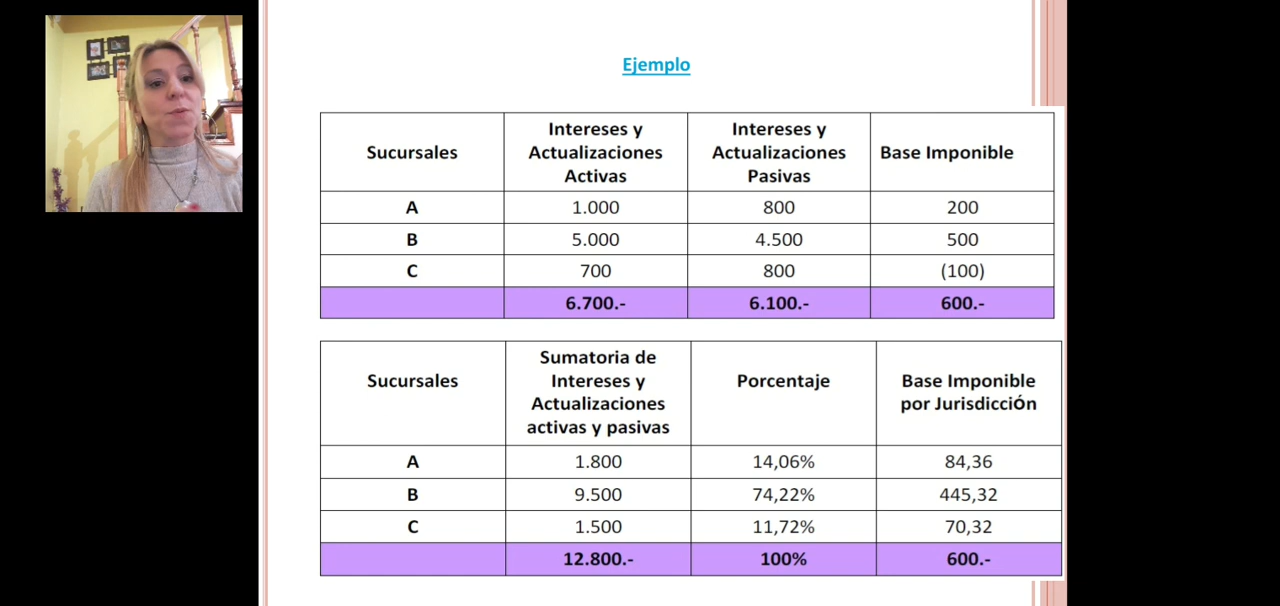 Ejemplo
Sucursales
Intereses y
Actualizaciones
Activas
Intereses y
Actualizaciones
Pasivas
Base Imponible
A 1.000 800 200
B 5.000 4.500 500
C 700 800 (100)
6.700.- 6.100.- 600.-
Sucursales
Sumatoria de
Intereses y
Actualizaciones
activas y pasivas
Porcentaje
Base Imponible
por Jurisdicción
A 1.800 14,06% 84,36
B 9.500 74,22% 445,32
C 1.500 11,72% 70,32
12.800.- 100% 600.-